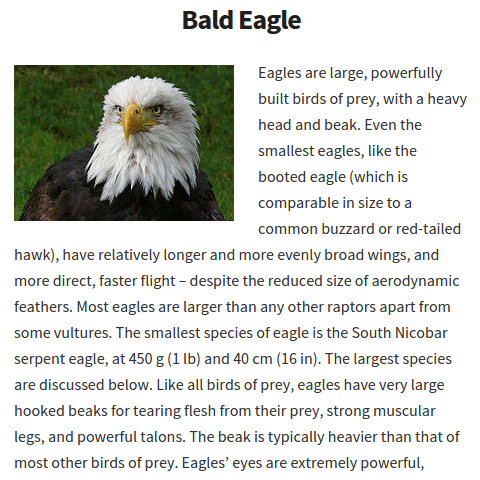 Bald Eagle
Eagles are large, powerfully
built birds of prey, with a heavy
head and beak. Even the
smallest eagles, like the
booted eagle (which is
comparable in size to a
common buzzard or red-tailed
hawk), have relatively longer and more evenly broad wings, and
more direct, faster flight – despite the reduced size of aerodynamic
feathers. Most eagles are larger than any other raptors apart from
some vultures. The smallest species of eagle is the South Nicobar
serpent eagle, at 450 g (1 lb) and 40 cm (16 in). The largest species
are discussed below. Like all birds of prey, eagles have very large
hooked beaks for tearing flesh from their prey, strong muscular
legs, and powerful talons. The beak is typically heavier than that of
most other birds of prey. Eagles’ eyes are extremely powerful,